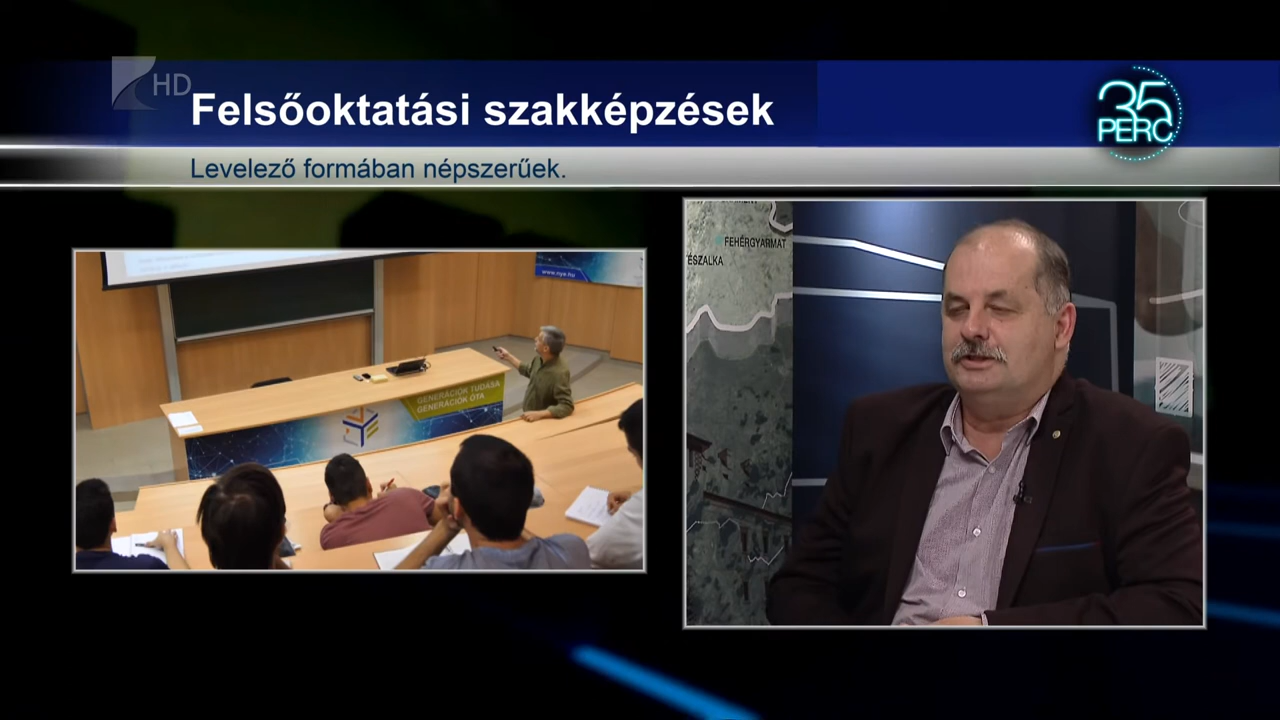 HD
Felsőoktatási szakképzések
35
PERC
Levelező formában népszerűek.
FEHÉRGYARMAT
ÉSZALKA
www.nye.hu
GENERÁCIÓK TUDÁSA
GENERÁCIÓK ÓTA